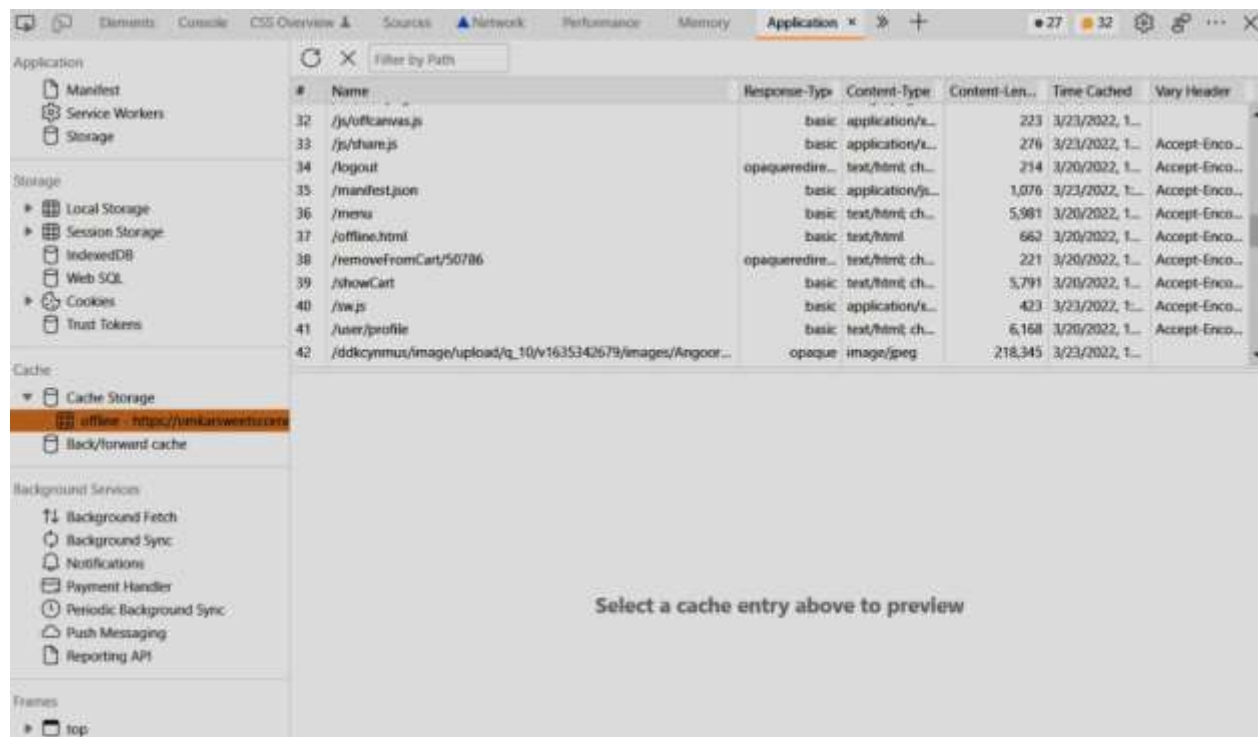 Elements Console CSS Overview Sources Network Performance Memory Application × » + 27 32
Application
Manifest
Service Workers
Storage
Storage
Local Storage
Session Storage
IndexedDB
Web SQL
Cookies
Trust Tokens
Cache
Cache Storage
offline -
Back/forward cache
Background Services
Background Fetch
Background Sync
Notifications
Payment Handler
Periodic Background Sync
Push Messaging
Reporting API
Frames
top
Filter by Path
# Name Response-Typ Content-Type Content-Len... Time Cached Vary Header
32 /js/offcanvas.js basic application/x... 223 3/23/2022, 1...
33 /js/share.js basic application/x... 276 3/23/2022, 1... Accept-Enco...
34 /logout opaqueredire... text/html; ch... 214 3/20/2022, 1... Accept-Enco...
35 /manifest.json basic application/js... 1,076 3/23/2022, 1:... Accept-Enco...
36 /menu basic text/html; ch... 5,981 3/20/2022, 1... Accept-Enco...
37 /offline.html basic text/html 662 3/20/2022, 1... Accept-Enco...
38 /removeFromCart/50786 opaqueredire... text/html; ch... 221 3/20/2022, 1... Accept-Enco...
39 /showCart basic text/html; ch... 5,791 3/20/2022, 1... Accept-Enco...
40 /sw.js basic application/x... 423 3/23/2022, 1:... Accept-Enco...
41 /user/profile basic text/html; ch... 6,168 3/20/2022, 1... Accept-Enco...
42 /ddkcynmus/image/upload/q_10/v1635342679/images/Angoor... opaque image/jpeg 218,345 3/23/2022, 1...
Select a cache entry above to preview